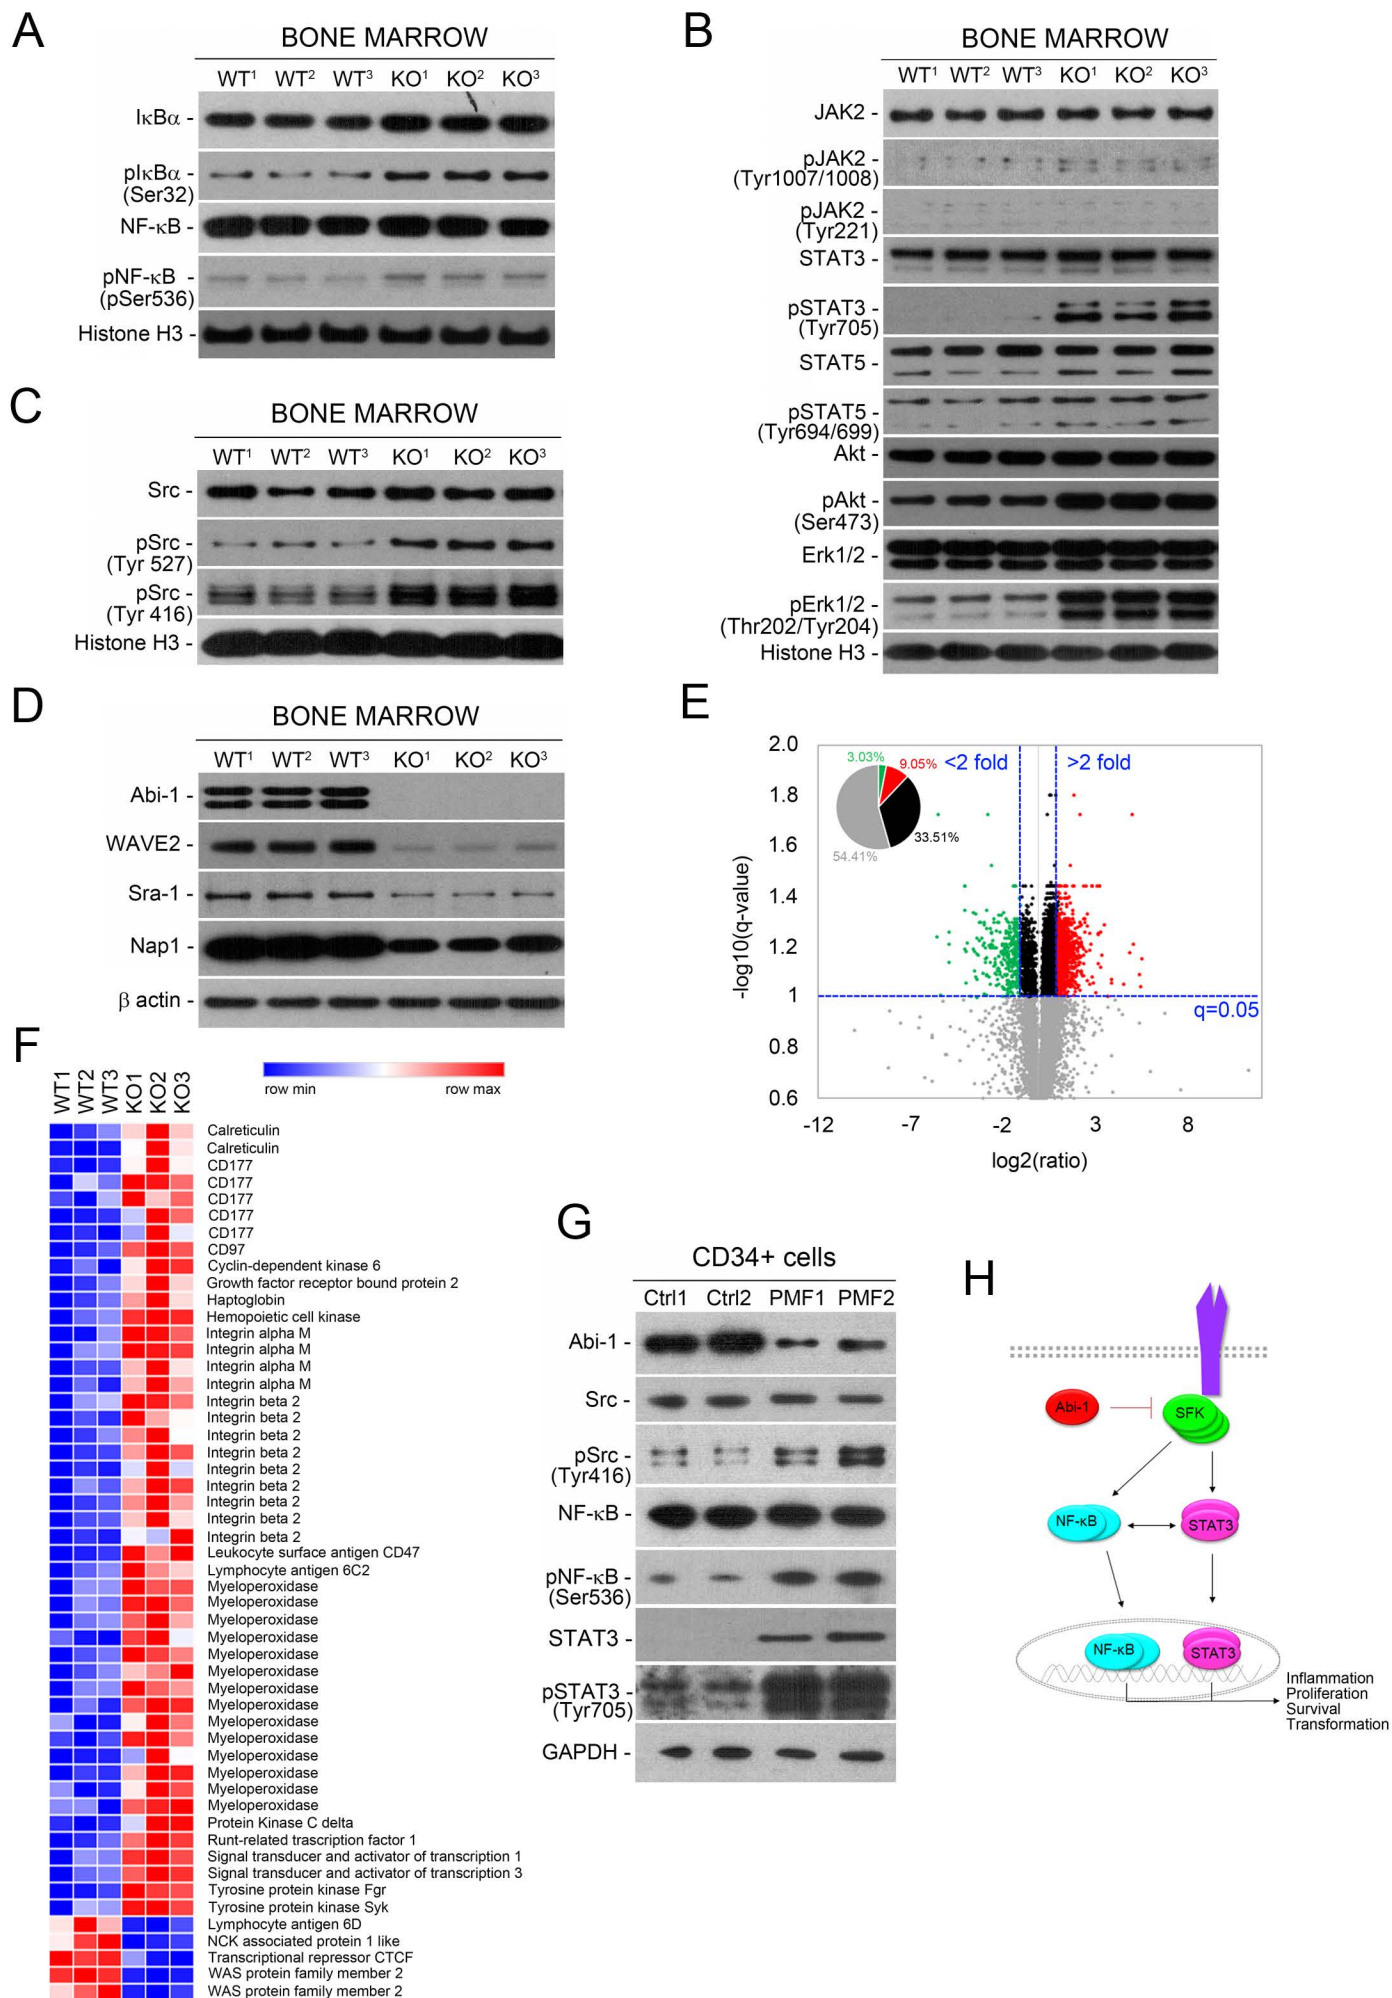 A
BONE MARROW
WT1 WT2 WT3 KO1 KO2 KO3
IκBα -
pIκBα -
(Ser32)
NF-κB -
pNF-κB -
(pSer536)
Histone H3 -
B
BONE MARROW
WT1 WT2 WT3 KO1 KO2 KO3
JAK2 -
pJAK2 -
(Tyr1007/1008)
pJAK2 -
(Tyr221)
STAT3 -
pSTAT3 -
(Tyr705)
STAT5 -
pSTAT5 -
(Tyr694/699)
Akt -
pAkt -
(Ser473)
Erk1/2 -
pErk1/2 -
(Thr202/Tyr204)
Histone H3 -
C
BONE MARROW
WT1 WT2 WT3 KO1 KO2 KO3
Src -
pSrc -
(Tyr 527)
pSrc -
(Tyr 416)
Histone H3 -
D
BONE MARROW
WT1 WT2 WT3 KO1 KO2 KO3
Abi-1 -
WAVE2 -
Sra-1 -
Nap1 -
β actin -
E
2.0
1.8
1.6
1.4
1.2
1
0.8
0.6
-log10(q-value)
3.03%
9.05%
33.51%
54.41%
<2 fold >2 fold
q=0.05
-12 -7 -2 3 8
log2(ratio)
F
WT1 WT2 WT3 KO1 KO2 KO3
row min row max
Calreticulin
Calreticulin
CD177
CD177
CD177
CD177
CD177
CD97
Cyclin-dependent kinase 6
Growth factor receptor bound protein 2
Haptoglobin
Hemopoietic cell kinase
Integrin alpha M
Integrin alpha M
Integrin alpha M
Integrin alpha M
Integrin beta 2
Integrin beta 2
Integrin beta 2
Integrin beta 2
Integrin beta 2
Integrin beta 2
Integrin beta 2
Integrin beta 2
Integrin beta 2
Leukocyte surface antigen CD47
Lymphocyte antigen 6C2
Myeloperoxidase
Myeloperoxidase
Myeloperoxidase
Myeloperoxidase
Myeloperoxidase
Myeloperoxidase
Myeloperoxidase
Myeloperoxidase
Myeloperoxidase
Myeloperoxidase
Myeloperoxidase
Myeloperoxidase
Myeloperoxidase
Myeloperoxidase
Protein Kinase C delta
Runt-related trascription factor 1
Signal transducer and activator of transcription 1
Signal transducer and activator of transcription 3
Tyrosine protein kinase Fgr
Tyrosine protein kinase Syk
Lymphocyte antigen 6D
NCK associated protein 1 like
Transcriptional repressor CTCF
WAS protein family member 2
WAS protein family member 2
G
CD34+ cells
Ctrl1 Ctrl2 PMF1 PMF2
Abi-1 -
Src -
pSrc -
(Tyr416)
NF-κB -
pNF-κB -
(Ser536)
STAT3 -
pSTAT3 -
(Tyr705)
GAPDH -
H
Abi-1
SFK
NF-κB
STAT3
NF-κB
STAT3
Inflammation
Proliferation
Survival
Transformation